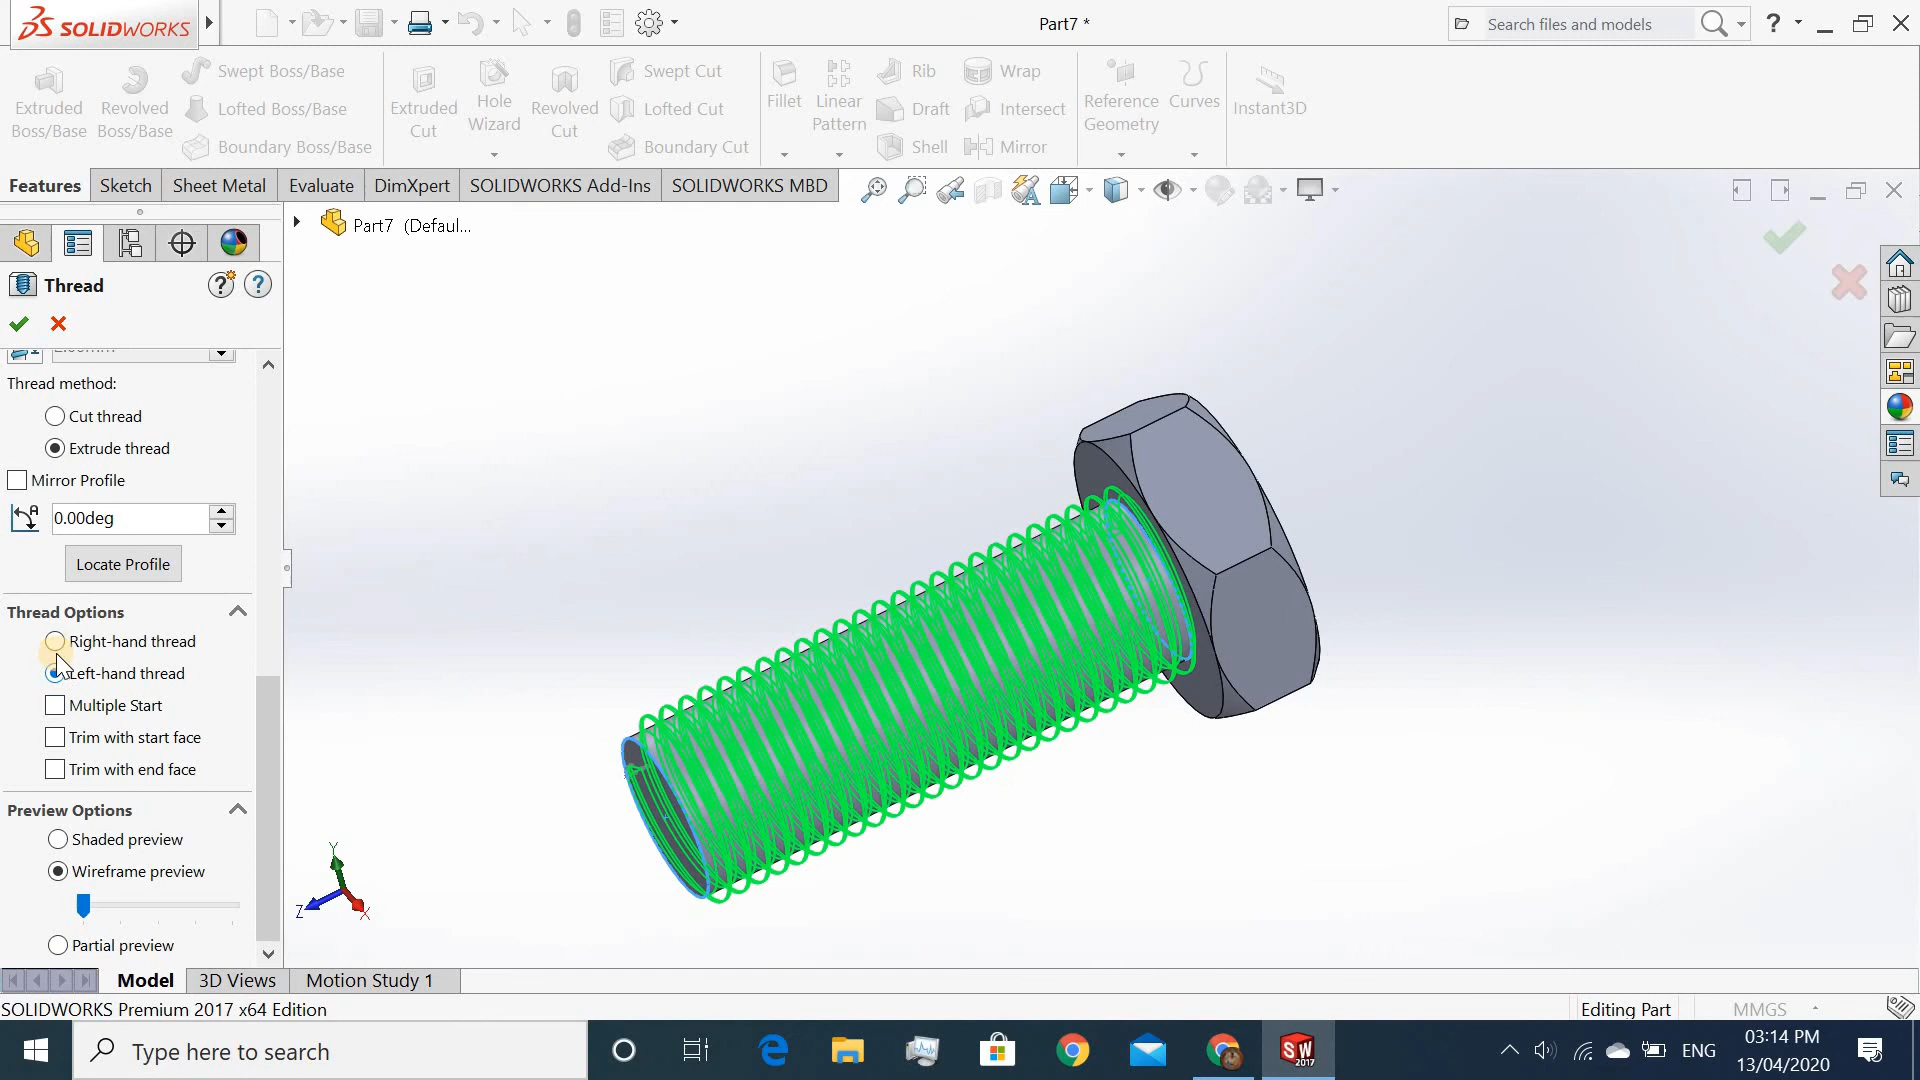 SOLIDWORKS
Part7 *
Search files and models
?
Extruded Boss/Base
Revolved Boss/Base
Swept Boss/Base
Lofted Boss/Base
Boundary Boss/Base
Extruded Cut
Hole Wizard
Revolved Cut
Swept Cut
Lofted Cut
Boundary Cut
Fillet
Linear Pattern
Rib
Draft
Shell
Wrap
Intersect
Mirror
Reference Geometry
Curves
Instant3D
Features
Sketch
Sheet Metal
Evaluate
DimXpert
SOLIDWORKS Add-Ins
SOLIDWORKS MBD
Part7 (Defaul...
Thread
Thread method:
Cut thread
Extrude thread
Mirror Profile
0.00deg
Locate Profile
Thread Options
Right-hand thread
Left-hand thread
Multiple Start
Trim with start face
Trim with end face
Preview Options
Shaded preview
Wireframe preview
Partial preview
Y
Z
X
Model
3D Views
Motion Study 1
SOLIDWORKS Premium 2017 x64 Edition
Editing Part
MMGS
Type here to search
SW
2017
ENG
03:14 PM
13/04/2020